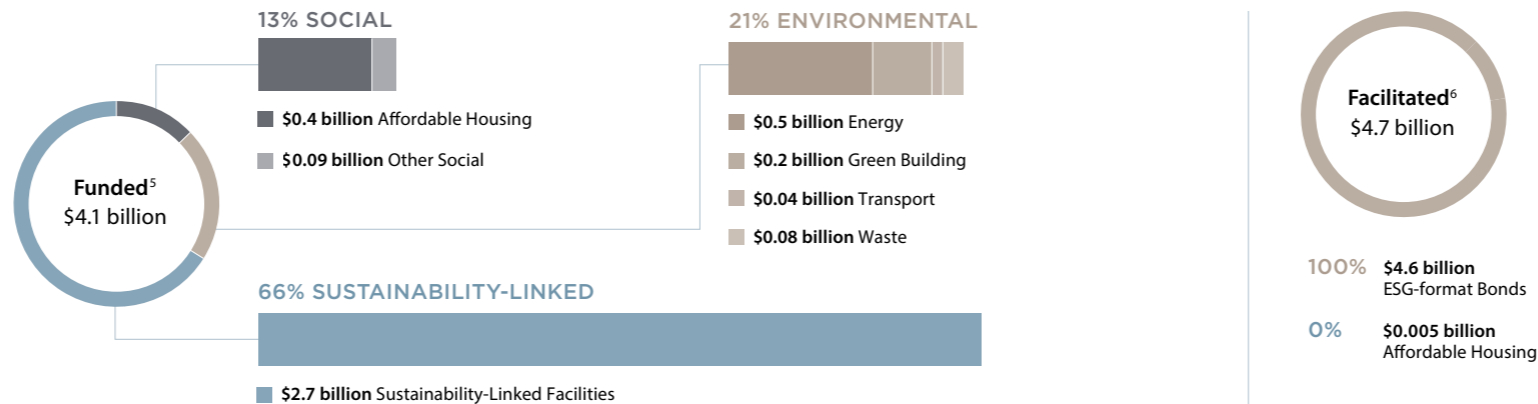 13% SOCIAL
$0.4 billion Affordable Housing
$0.09 billion Other Social
21% ENVIRONMENTAL
$0.5 billion Energy
$0.2 billion Green Building
$0.04 billion Transport
$0.08 billion Waste
Funded⁵
$4.1 billion
66% SUSTAINABILITY-LINKED
$2.7 billion Sustainability-Linked Facilities
Facilitated⁶
$4.7 billion
100% $4.6 billion
ESG-format Bonds
0% $0.005 billion
Affordable Housing